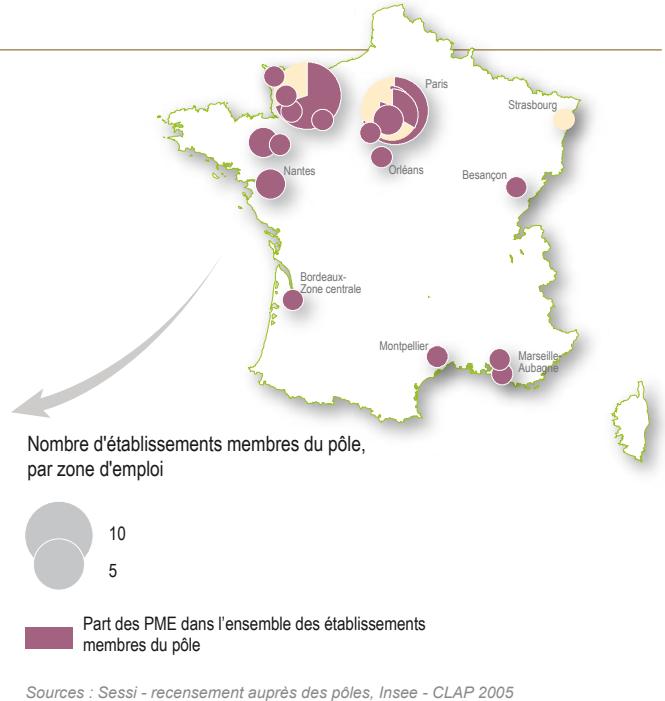 Paris
Strasbourg
Nantes
Orléans
Besançon
Bordeaux-
Zone centrale
Montpellier
Marseille-
Aubagne
Nombre d'établissements membres du pôle,
par zone d'emploi
10
5
Part des PME dans l'ensemble des établissements
membres du pôle
Sources : Sessi - recensement auprès des pôles, Insee - CLAP 2005